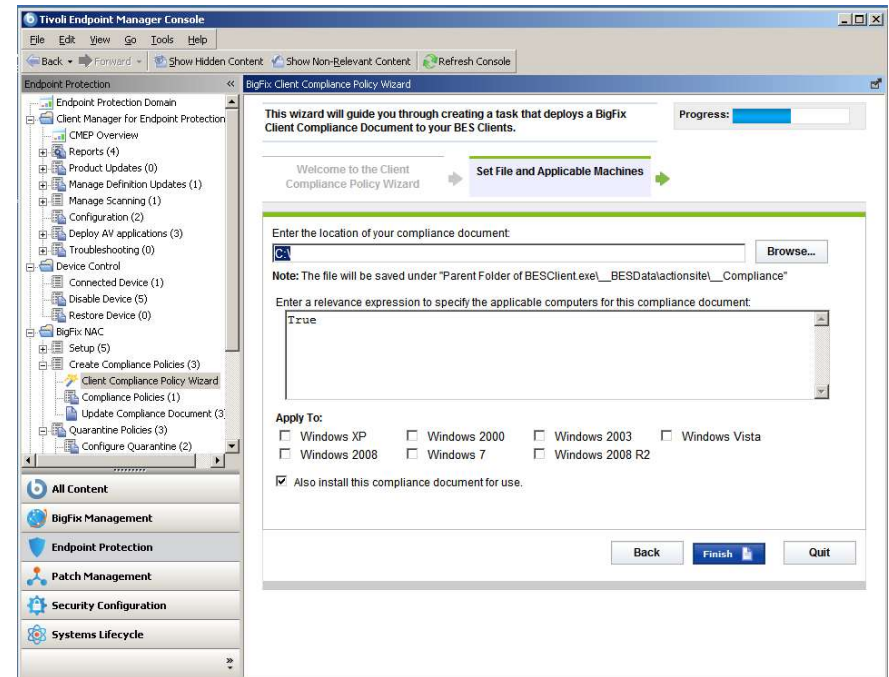 Tivoli Endpoint Manager Console
File Edit View Go Tools Help
Back Forward Show Hidden Content Show Non-Relevant Content Refresh Console
Endpoint Protection
BigFix Client Compliance Policy Wizard
Endpoint Protection Domain
Client Manager for Endpoint Protection
CMEP Overview
Reports (4)
Product Updates (0)
Manage Definition Updates (1)
Manage Scanning (1)
Configuration (2)
Deploy AV applications (3)
Troubleshooting (0)
Device Control
Connected Device (1)
Disable Device (5)
Restore Device (0)
BigFix NAC
Setup (5)
Create Compliance Policies (3)
Client Compliance Policy Wizard
Compliance Policies (1)
Update Compliance Document (3
Quarantine Policies (3)
Configure Quarantine (2)
All Content
BigFix Management
Endpoint Protection
Patch Management
Security Configuration
Systems Lifecycle
This wizard will guide you through creating a task that deploys a BigFix
Client Compliance Document to your BES Clients.
Progress:
Welcome to the Client
Compliance Policy Wizard
Set File and Applicable Machines
Enter the location of your compliance document:
C:\
Browse...
Note: The file will be saved under "Parent Folder of BESClient.exe\__BESData\actionsite\__Compliance"
Enter a relevance expression to specify the applicable computers for this compliance document:
True
Apply To:
Windows XP Windows 2000 Windows 2003 Windows Vista
Windows 2008 Windows 7 Windows 2008 R2
Also install this compliance document for use.
Back Finish Quit